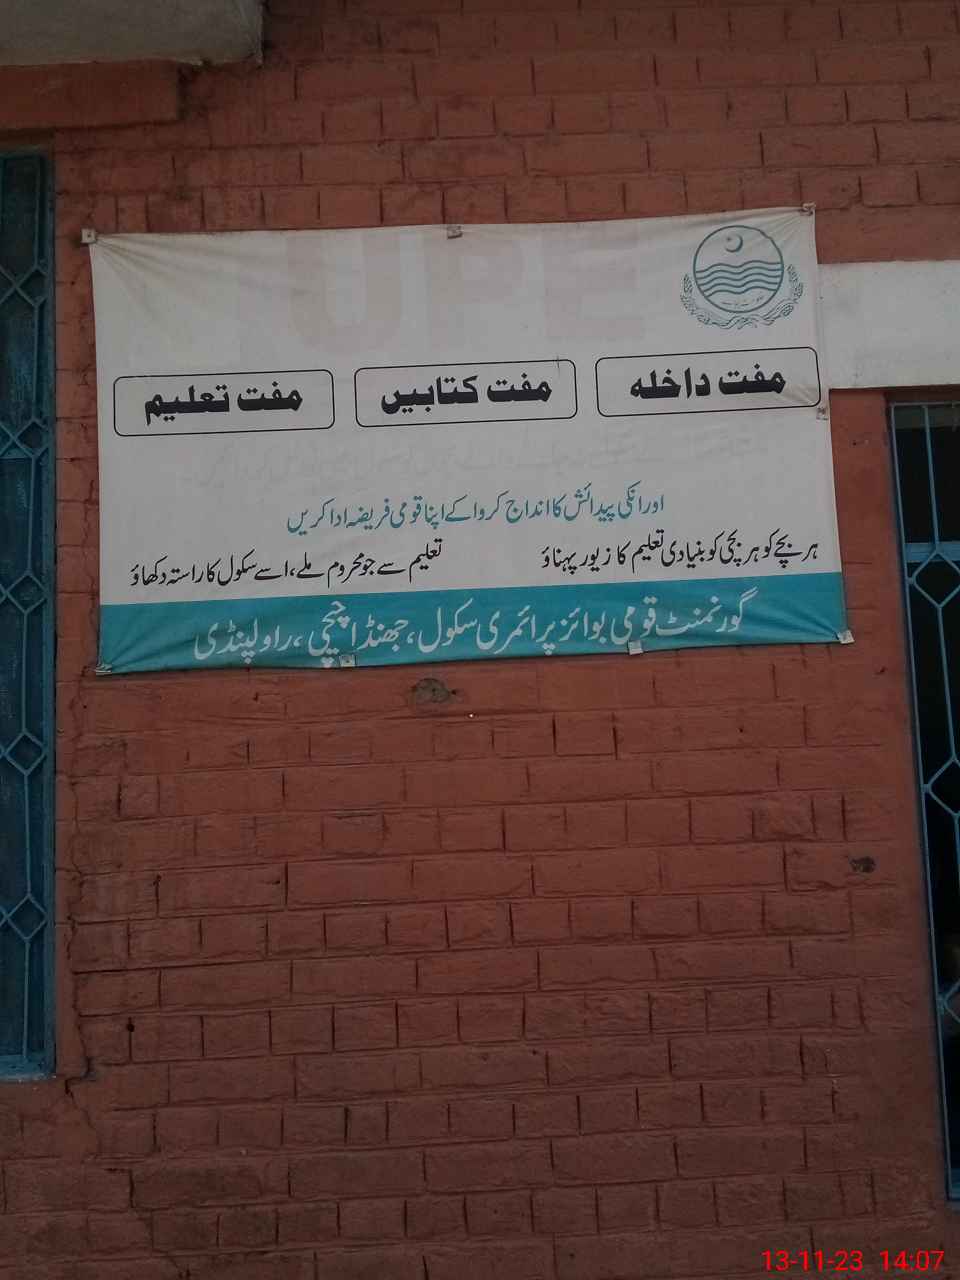 UPE
مفت داخلہ
مفت کتابیں
مفت تعلیم
اور انکی پیدائش کا اندراج کروا کے اپنا قومی فریضہ ادا کریں
ہر بچے کو ہر بچی کو بنیادی تعلیم کا زیور پہناؤ
تعلیم سے جو محروم ملے، اسے سکول کا راستہ دکھاؤ
گورنمنٹ قومی بوائز پرائمری سکول، جھنڈا چیچی، راولپنڈی
13-11-23 14:07